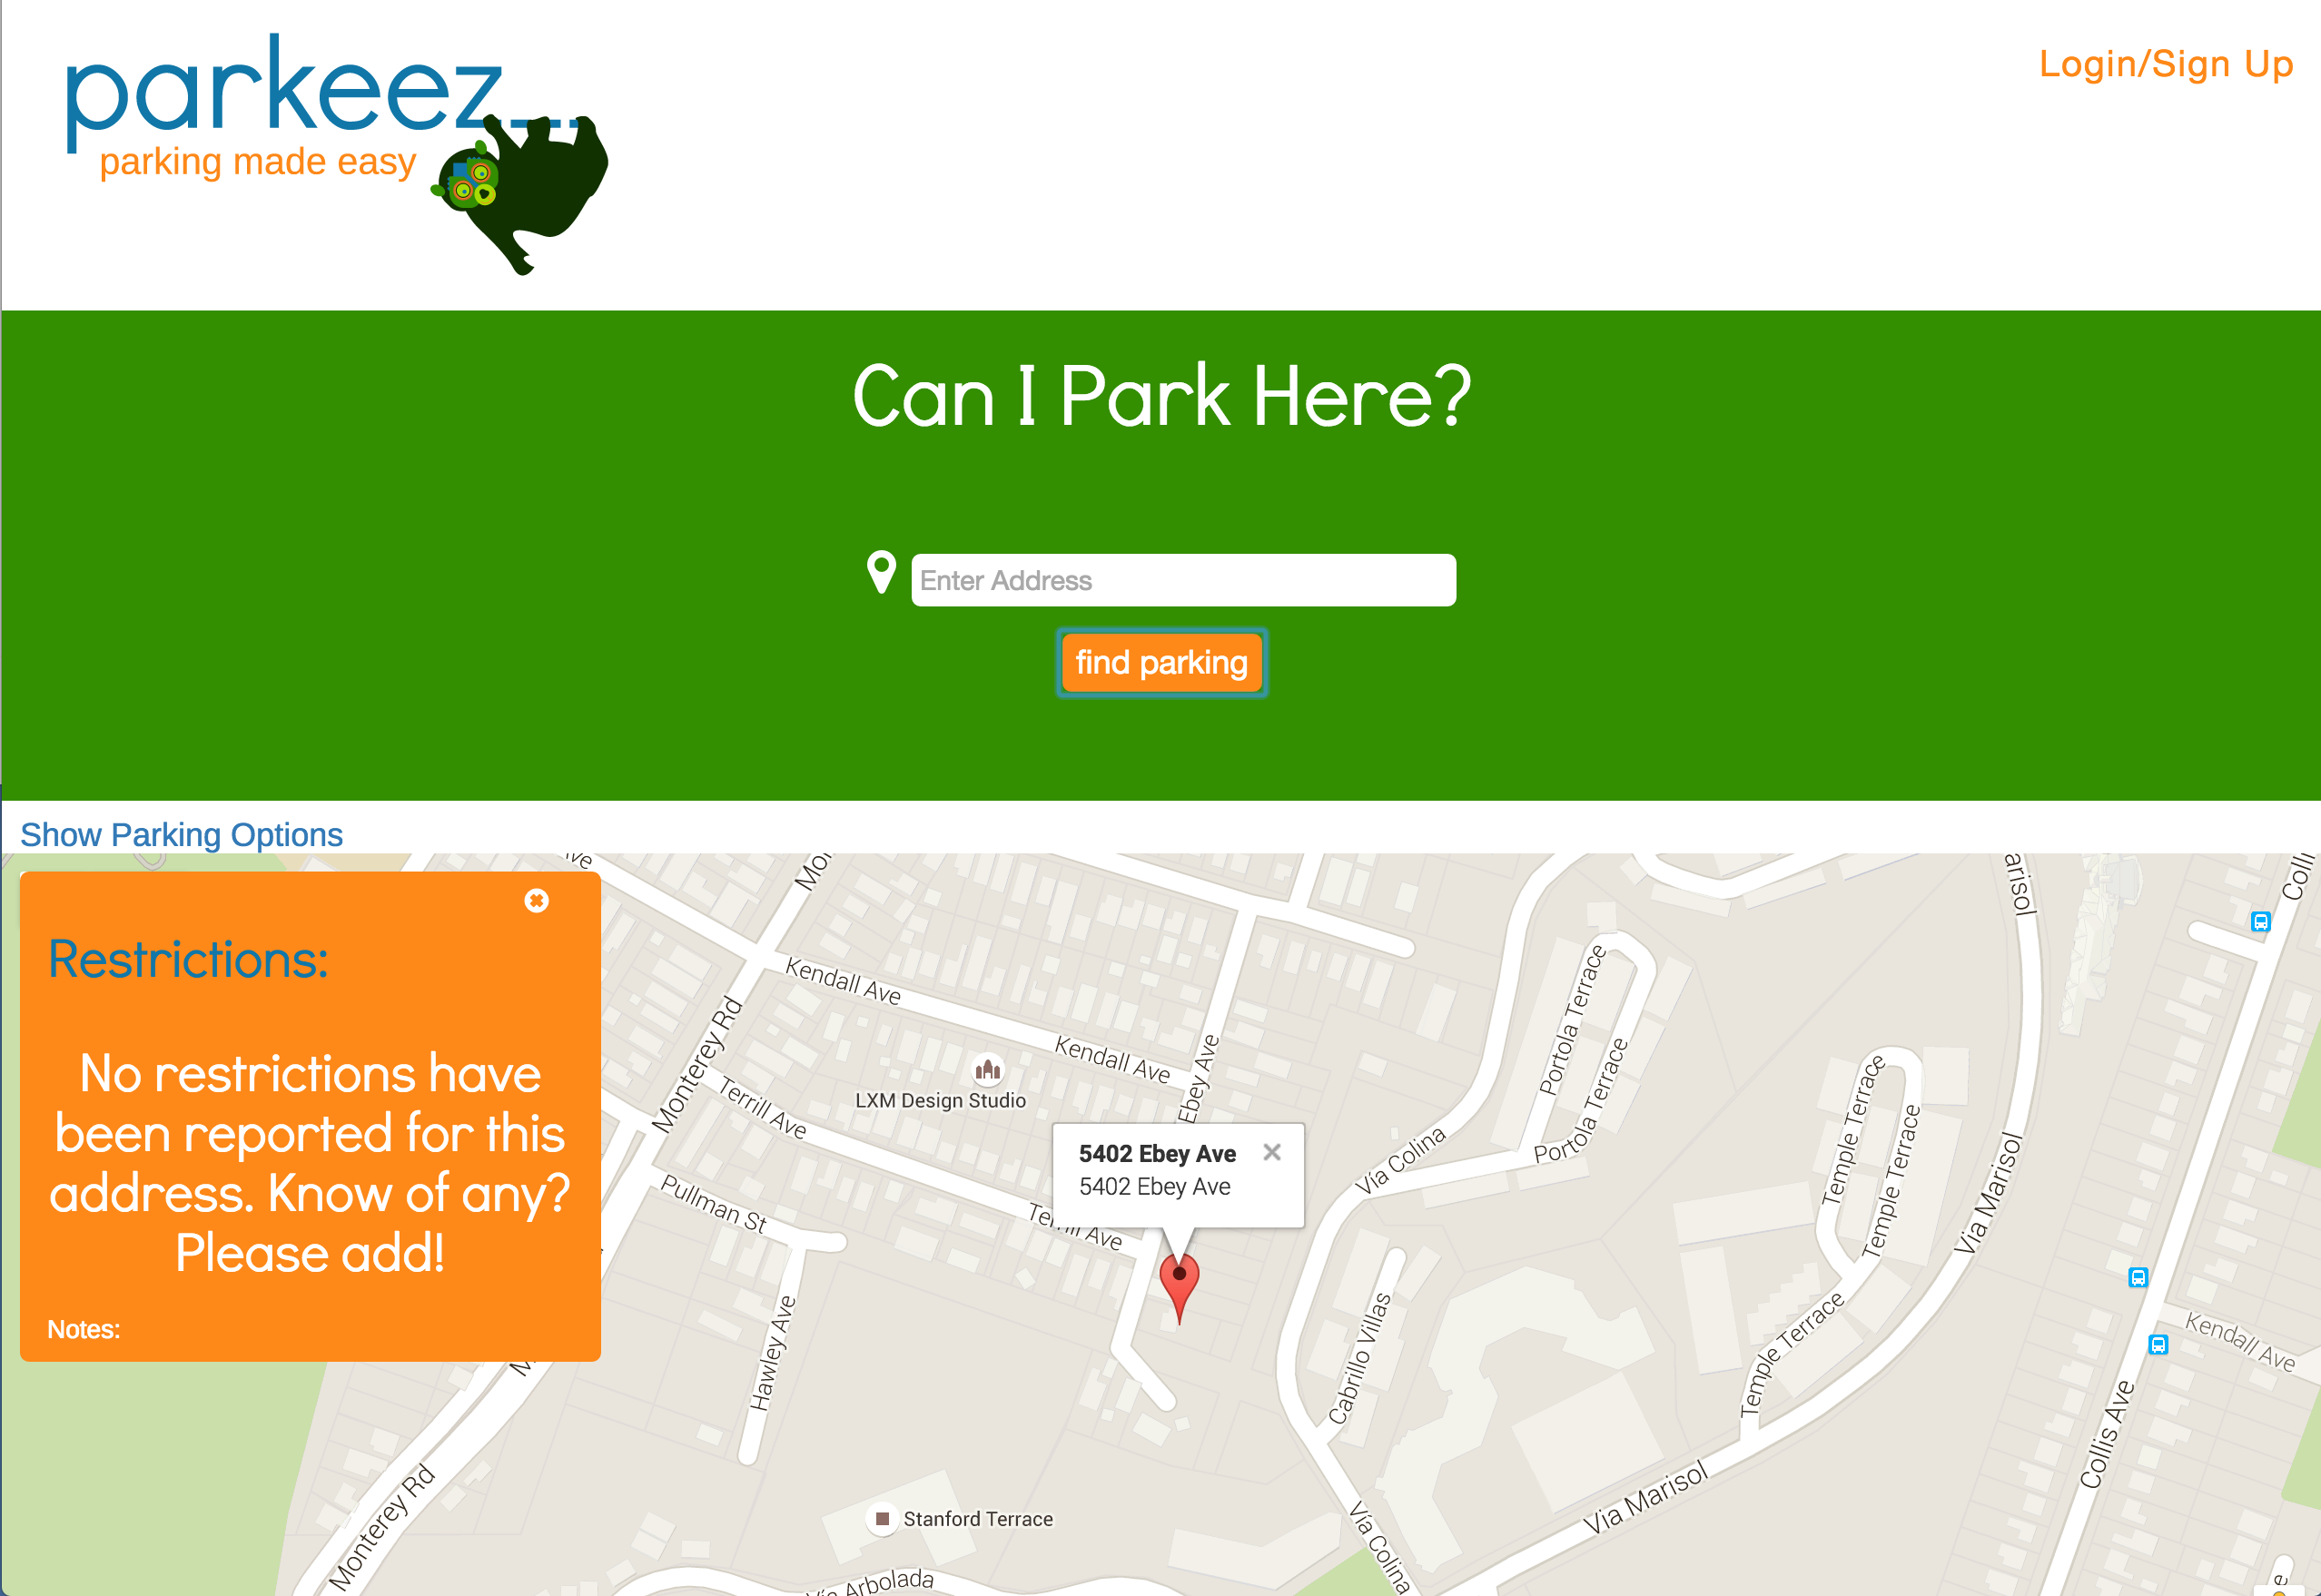 parkeez
parking made easy
Login/Sign Up
Can I Park Here?
Enter Address
find parking
Show Parking Options
Restrictions:
No restrictions have
been reported for this
address. Know of any?
Please add!
Notes:
5402 Ebey Ave
5402 Ebey Ave
Kendall Ave
Kendall Ave
Monterey Rd
Terrill Ave
LXM Design Studio
Ebey Ave
Pullman St
Hawley Ave
Monterey Rd
Stanford Terrace
Vía Colina
Portola Terrace
Portola Terrace
Cabrillo Villas
Temple Terrace
Temple Terrace
Temple Terrace
Via Marisol
Via Marisol
Vía Colina
Vía Arbolada
Collis Ave
Kendall Ave